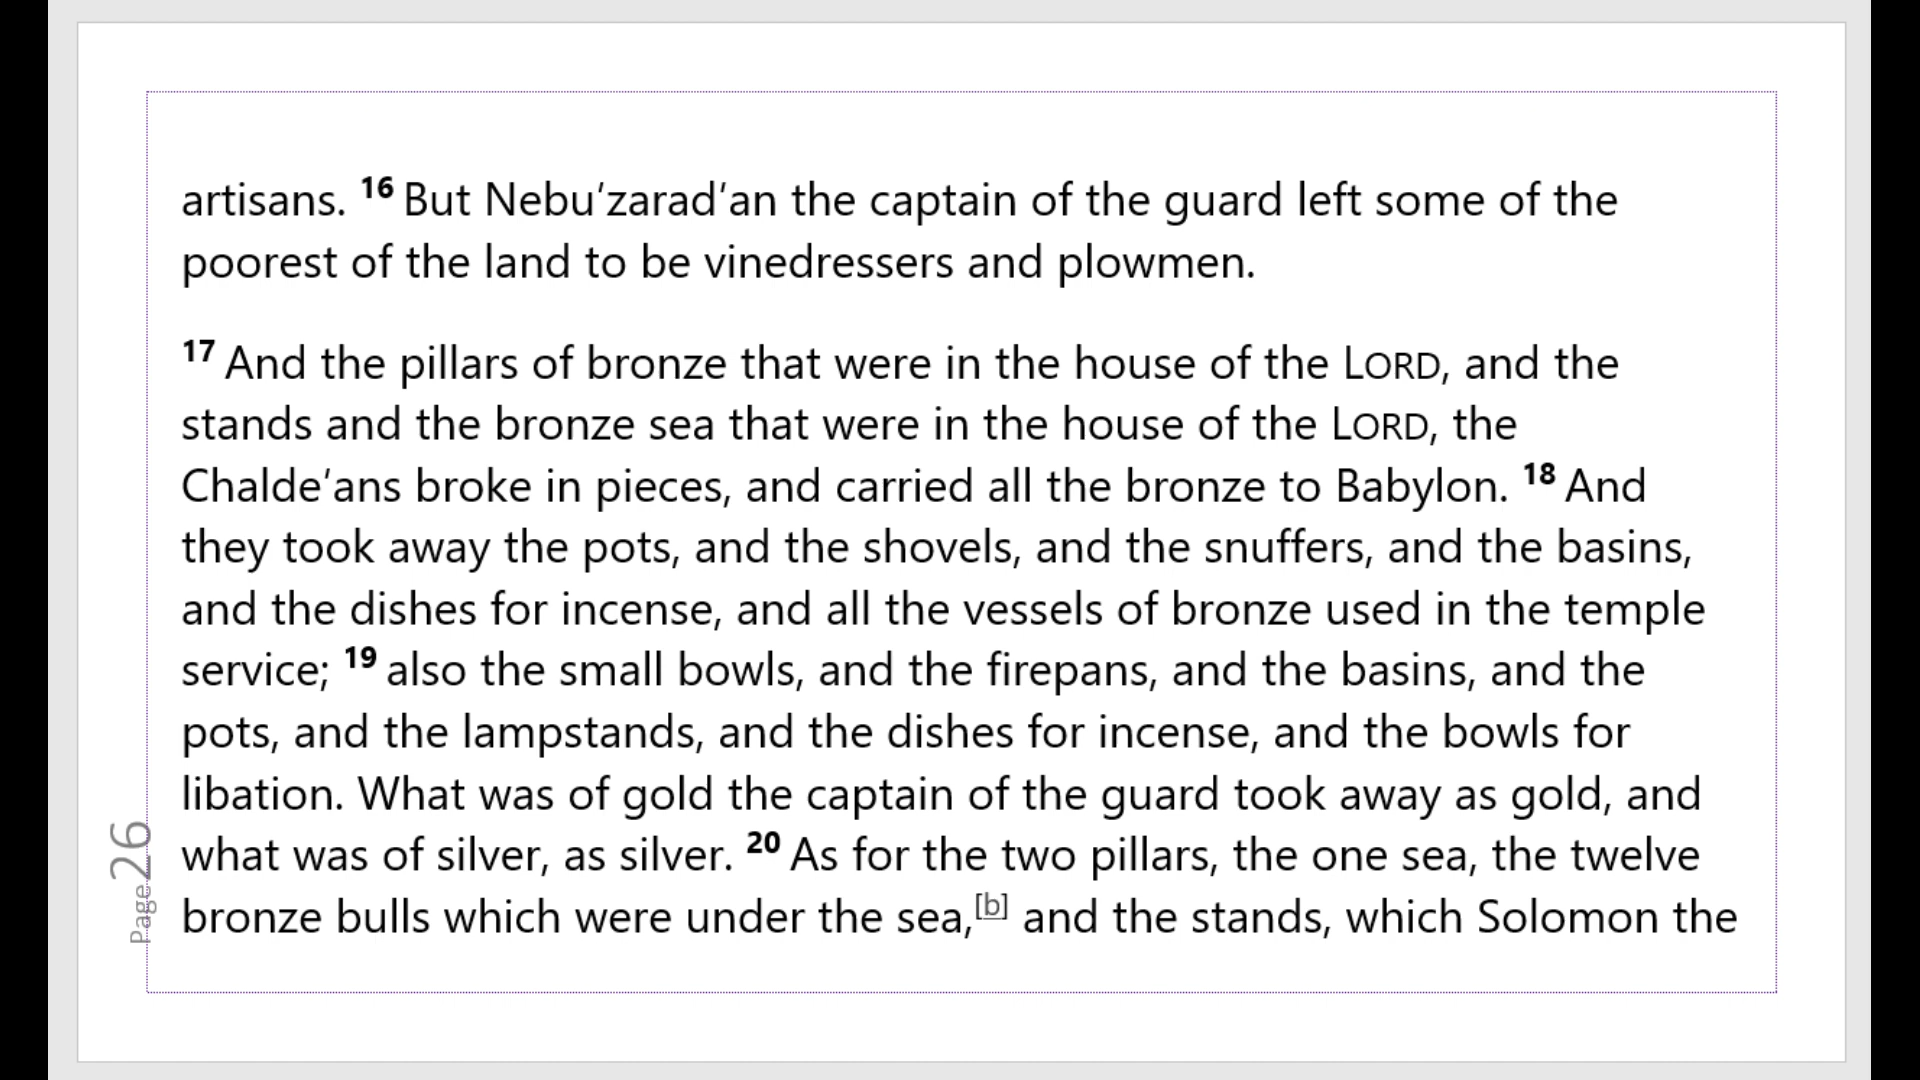 artisans. 16 But Nebu′zarad′an the captain of the guard left some of the
poorest of the land to be vinedressers and plowmen.
17 And the pillars of bronze that were in the house of the LORD, and the
stands and the bronze sea that were in the house of the LORD, the
Chalde′ans broke in pieces, and carried all the bronze to Babylon. 18 And
they took away the pots, and the shovels, and the snuffers, and the basins,
and the dishes for incense, and all the vessels of bronze used in the temple
service; 19 also the small bowls, and the firepans, and the basins, and the
pots, and the lampstands, and the dishes for incense, and the bowls for
libation. What was of gold the captain of the guard took away as gold, and
what was of silver, as silver. 20 As for the two pillars, the one sea, the twelve
bronze bulls which were under the sea,[b] and the stands, which Solomon the
Page 26